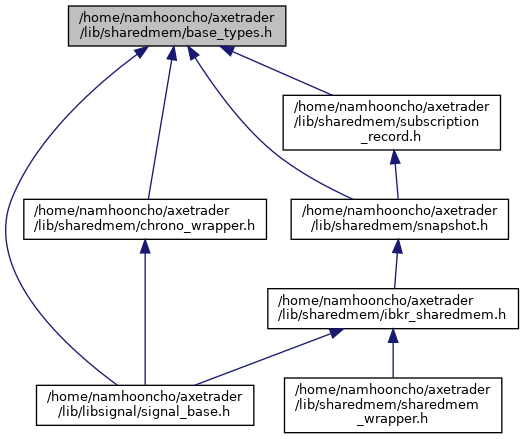 /home/namhooncho/axetrader
/lib/sharedmem/base_types.h
/home/namhooncho/axetrader
/lib/sharedmem/subscription
_record.h
/home/namhooncho/axetrader
/lib/sharedmem/chrono_wrapper.h
/home/namhooncho/axetrader
/lib/sharedmem/snapshot.h
/home/namhooncho/axetrader
/lib/sharedmem/ibkr_sharedmem.h
/home/namhooncho/axetrader
/lib/libsignal/signal_base.h
/home/namhooncho/axetrader
/lib/sharedmem/sharedmem
_wrapper.h